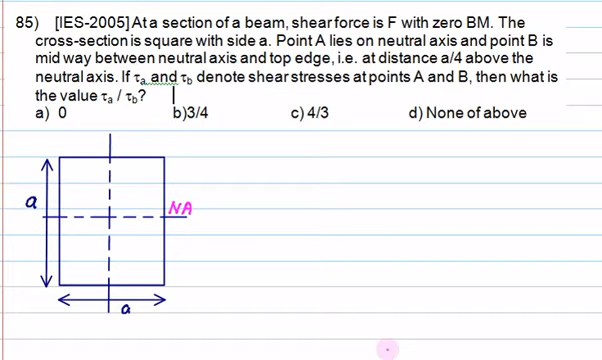 85) [IES-2005] At a section of a beam, shear force is F with zero BM. The
cross-section is square with side a. Point A lies on neutral axis and point B is
mid way between neutral axis and top edge, i.e. at distance a/4 above the
neutral axis. If τa and τb denote shear stresses at points A and B, then what is
the value τa / τb?
a) 0 b)3/4 c) 4/3 d) None of above
a
NA
a